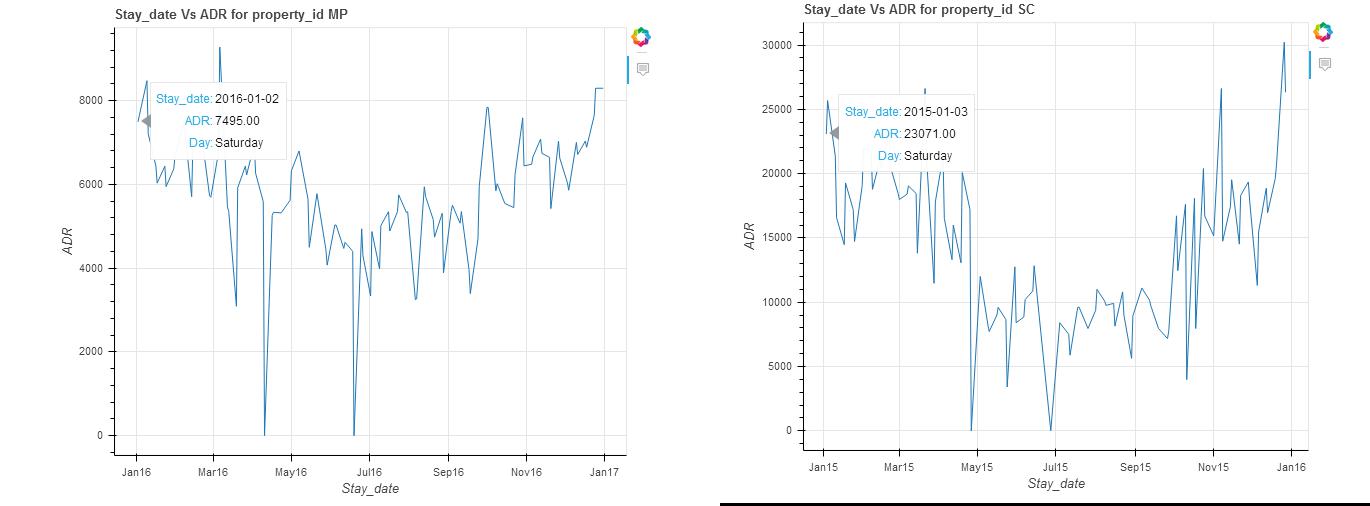 Stay_date Vs ADR for property_id MP
8000
6000
4000
2000
0
ADR
Stay_date: 2016-01-02
ADR: 7495.00
Day: Saturday
Jan16 Mar16 May16 Jul16 Sep16 Nov16 Jan17
Stay_date
Stay_date Vs ADR for property_id SC
30000
25000
20000
15000
10000
5000
0
ADR
Stay_date: 2015-01-03
ADR: 23071.00
Day: Saturday
Jan15 Mar15 May15 Jul15 Sep15 Nov15 Jan16
Stay_date